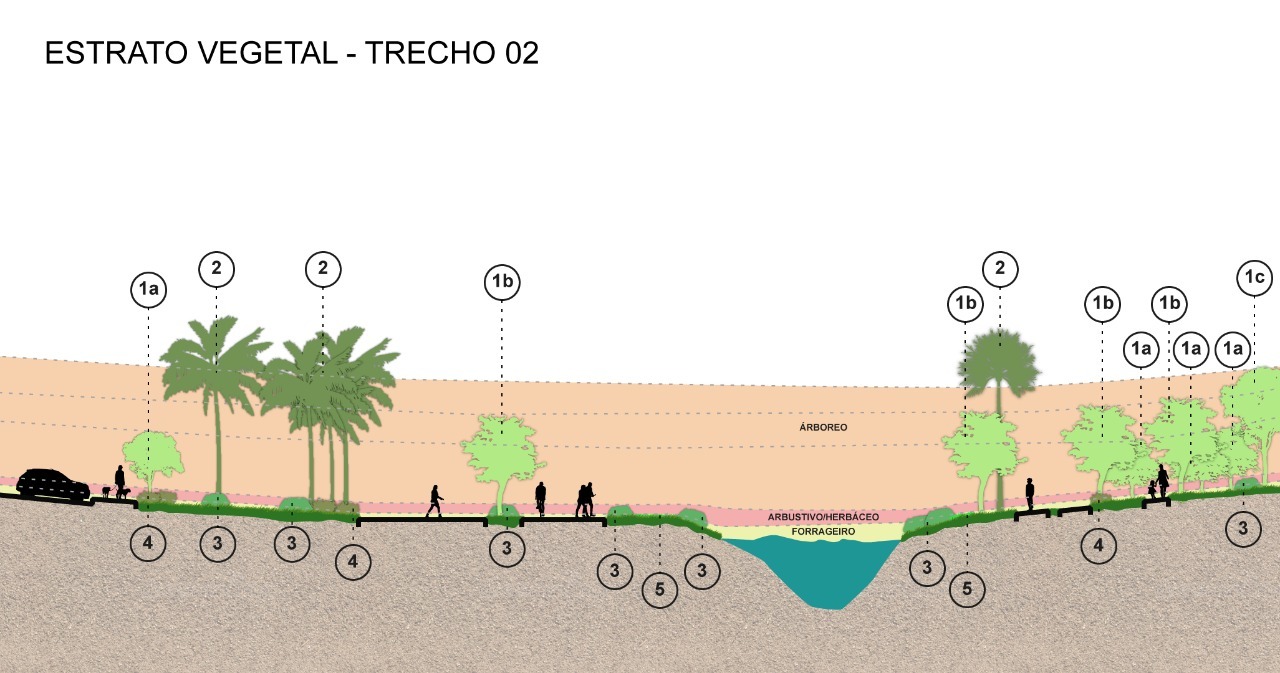 ESTRATO VEGETAL - TRECHO 02
2
2
2
1a
1b
1c
1b
1b
1b
1a
1a
1a
ÁRBOREO
ARBUSTIVO/HERBÁCEO
FORRAGEIRO
4
3
3
4
3
3
5
3
3
5
4
3